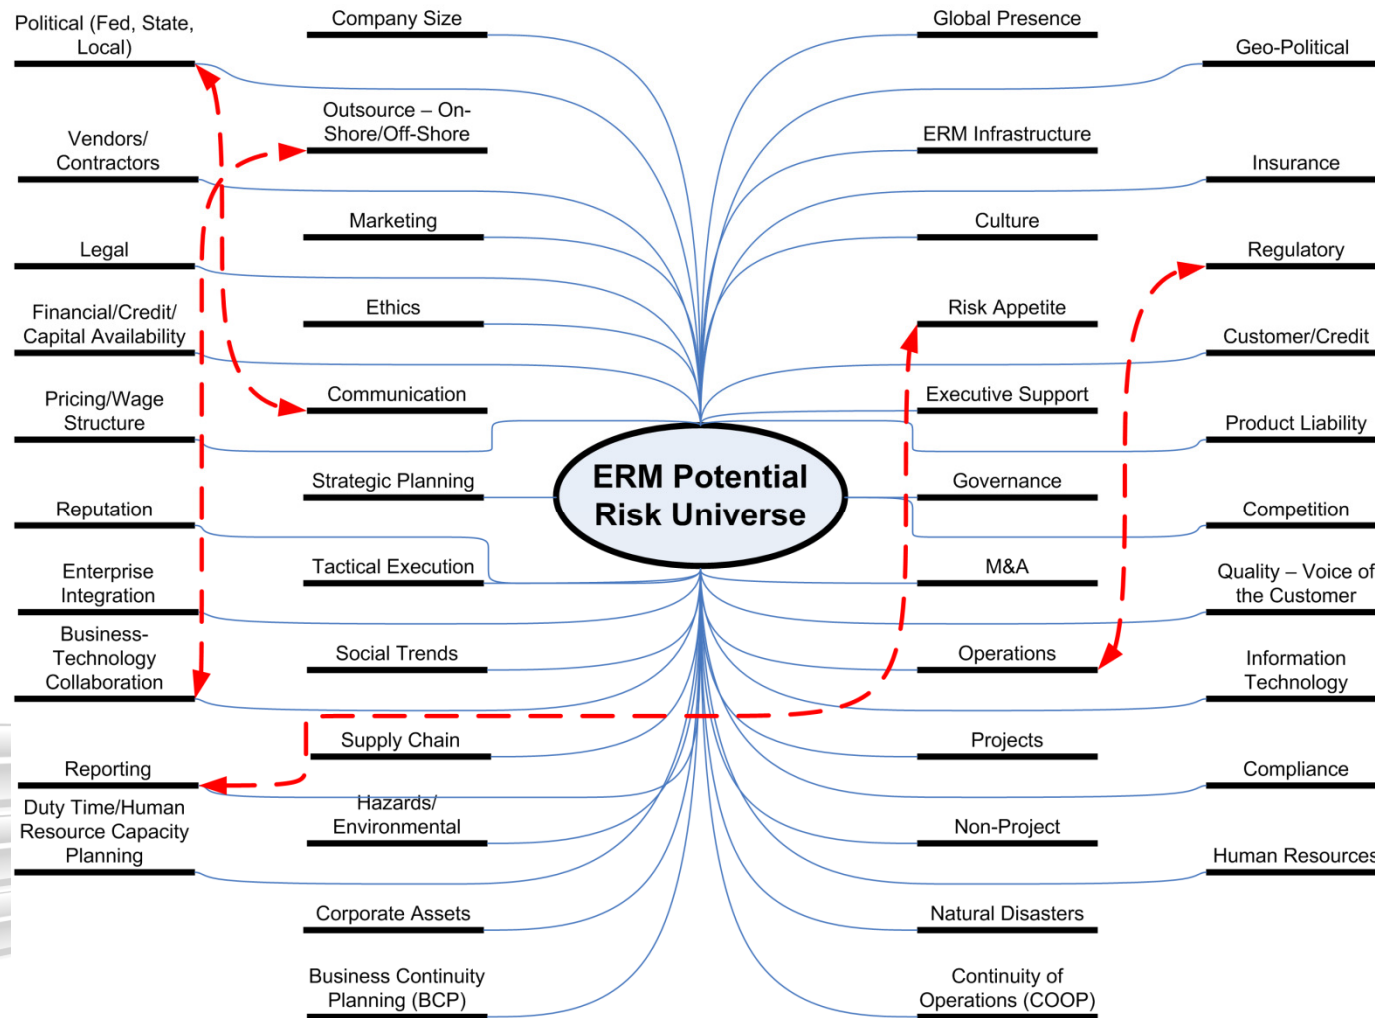 Political (Fed, State,
Local)
Vendors/
Contractors
Legal
Financial/Credit/
Capital Availability
Pricing/Wage
Structure
Reputation
Enterprise
Integration
Business-
Technology
Collaboration
Reporting
Duty Time/Human
Resource Capacity
Planning
Company Size
Outsource – On-
Shore/Off-Shore
Marketing
Ethics
Communication
Strategic Planning
Tactical Execution
Social Trends
Supply Chain
Hazards/
Environmental
Corporate Assets
Business Continuity
Planning (BCP)
ERM Potential
Risk Universe
Global Presence
ERM Infrastructure
Culture
Risk Appetite
Executive Support
Governance
M&A
Operations
Projects
Non-Project
Natural Disasters
Continuity of
Operations (COOP)
Geo-Political
Insurance
Regulatory
Customer/Credit
Product Liability
Competition
Quality – Voice of
the Customer
Information
Technology
Compliance
Human Resources